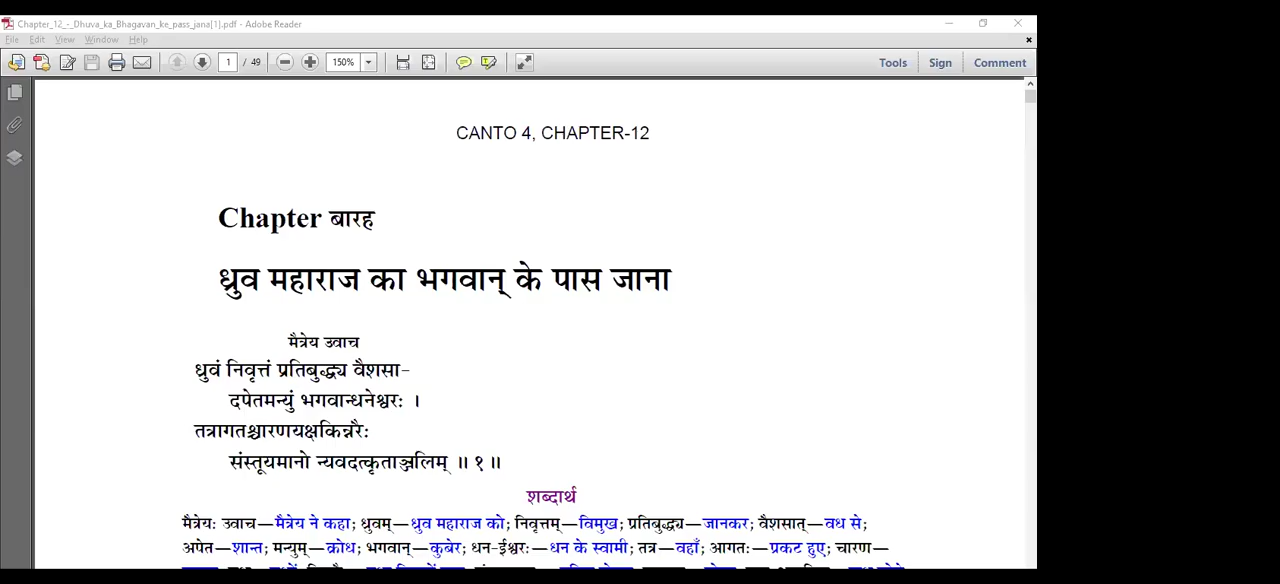 Chapter_12_-_Dhuva_ka_Bhagavan_ke_pass_jana[1].pdf - Adobe Reader
File Edit View Window Help
1 / 49 150% Tools Sign Comment
CANTO 4, CHAPTER-12
Chapter बारह
ध्रुव महाराज का भगवान् के पास जाना
मैत्रेय उवाच
ध्रुवं निवृत्तं प्रतिबुद्ध्य वैशसा-
दपेतमन्युं भगवान्धनेश्वरः ।
तत्रागतश्चारणयक्षकिन्नरैः
संस्तूयमानो न्यवदत्कृताञ्जलिम् ॥ १॥
शब्दार्थ
मैत्रेयः उवाच—मैत्रेय ने कहा; ध्रुवम्—ध्रुव महाराज को; निवृत्तम्—विमुख; प्रतिबुद्ध्य—जानकर; वैशसात्—वध से;
अपेत—शान्त; मन्युम्—क्रोध; भगवान्—कुबेर; धन-ईश्वरः—धन के स्वामी; तत्र—वहाँ; आगतः—प्रकट हुए; चारण—